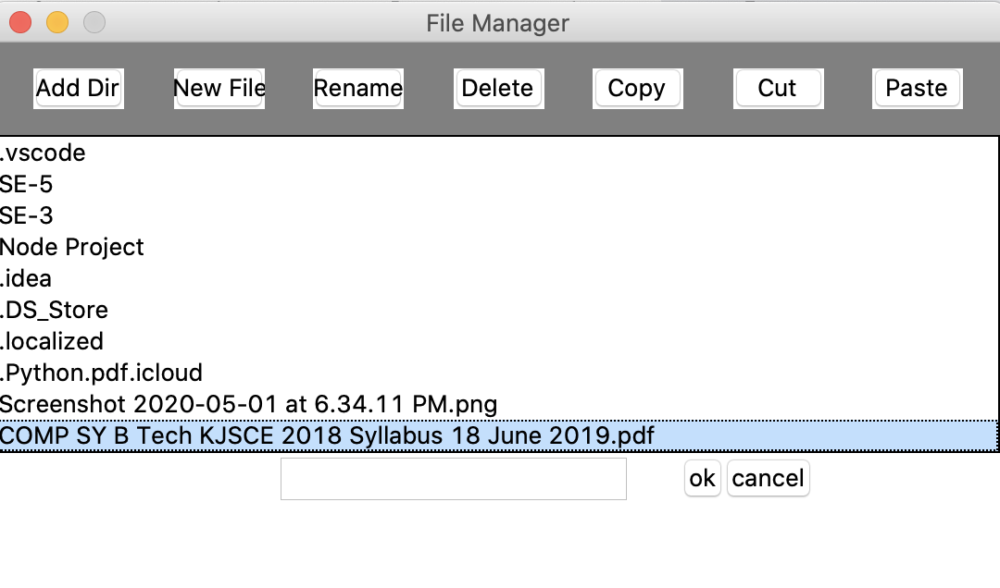 File Manager
Add Dir New File Rename Delete Copy Cut Paste
.vscode
SE-5
SE-3
Node Project
.idea
.DS_Store
.localized
.Python.pdf.icloud
Screenshot 2020-05-01 at 6.34.11 PM.png
COMP SY B Tech KJSCE 2018 Syllabus 18 June 2019.pdf
ok cancel